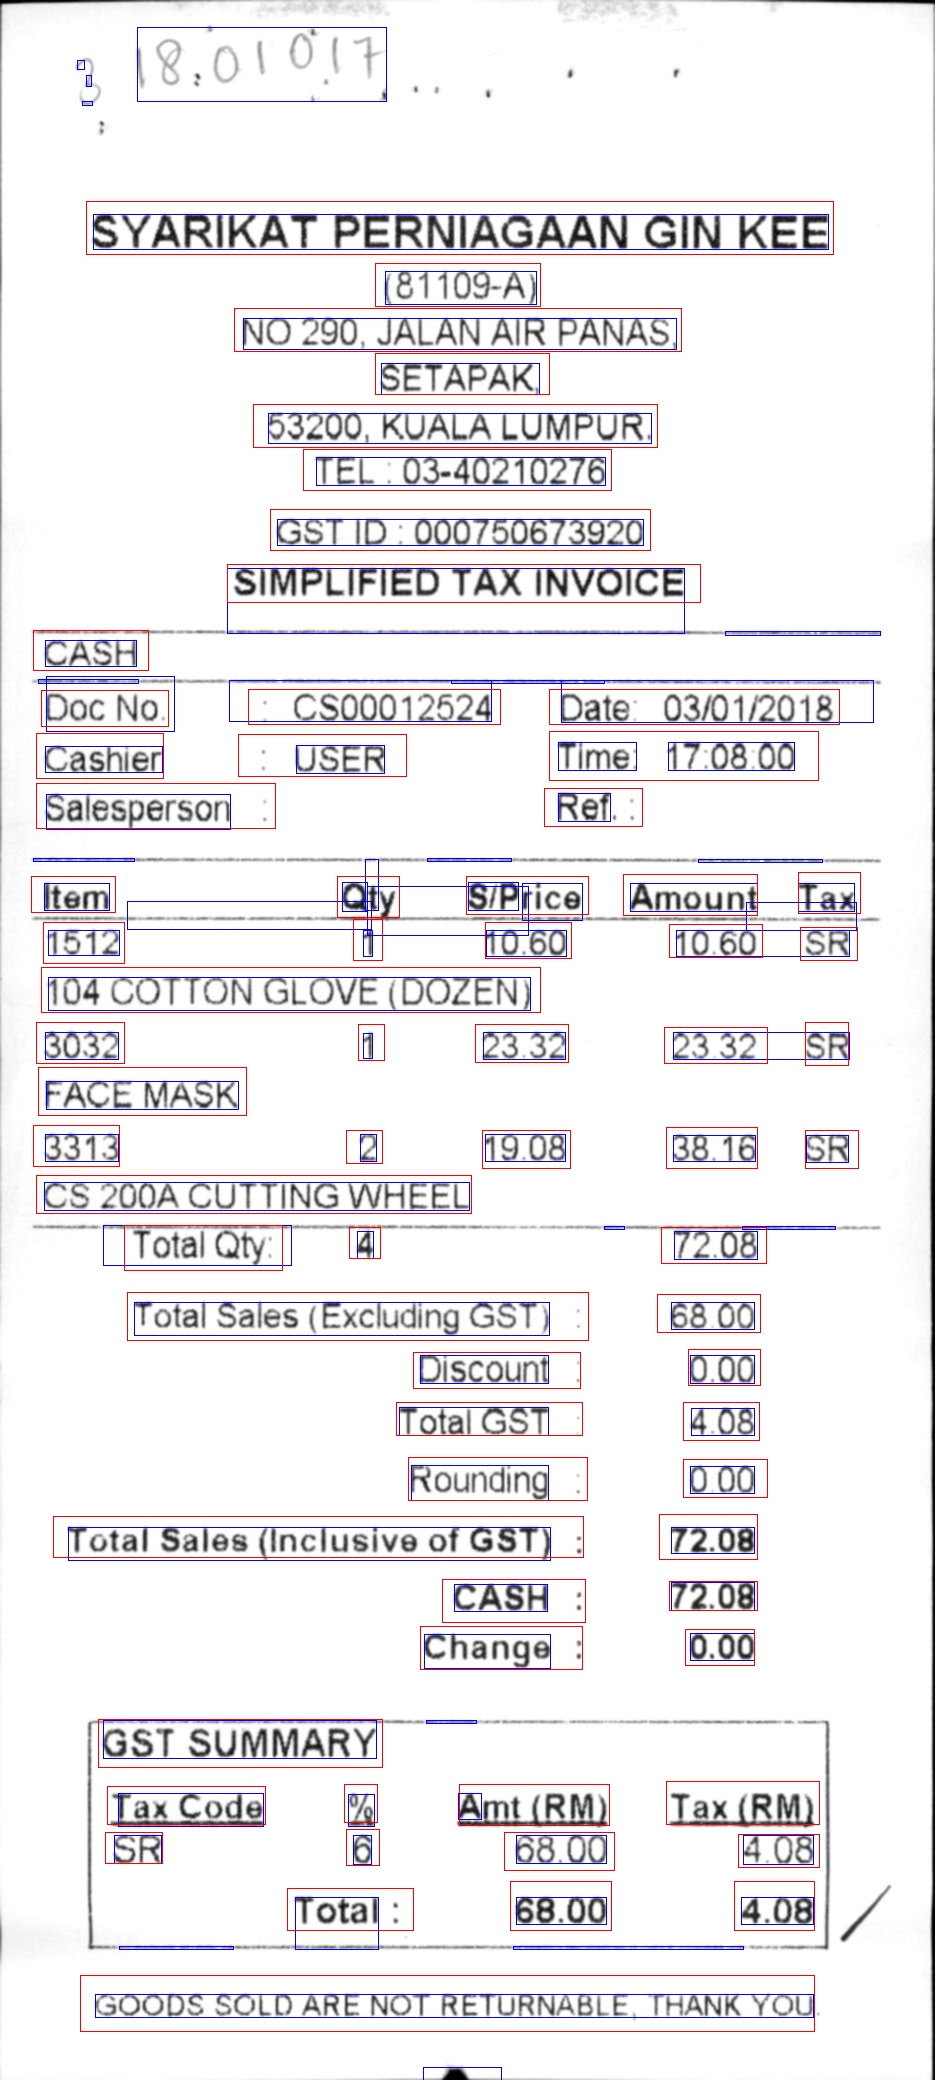 18.01017
SYARIKAT PERNIAGAAN GIN KEE
(81109-A)
NO 290, JALAN AIR PANAS,
SETAPAK,
53200, KUALA LUMPUR.
TEL : 03-40210276
GST ID : 000750673920
SIMPLIFIED TAX INVOICE
CASH
Doc No. : CS00012524 Date: 03/01/2018
Cashier : USER Time: 17:08:00
Salesperson : Ref. :
Item Qty S/Price Amount Tax
1512 1 10.60 10.60 SR
104 COTTON GLOVE (DOZEN)
3032 1 23.32 23.32 SR
FACE MASK
3313 2 19.08 38.16 SR
CS 200A CUTTING WHEEL
Total Qty: 4 72.08
Total Sales (Excluding GST) : 68.00
Discount : 0.00
Total GST : 4.08
Rounding : 0.00
Total Sales (Inclusive of GST) : 72.08
CASH : 72.08
Change : 0.00
GST SUMMARY
Tax Code % Amt (RM) Tax (RM)
SR 6 68.00 4.08
Total : 68.00 4.08
GOODS SOLD ARE NOT RETURNABLE, THANK YOU.